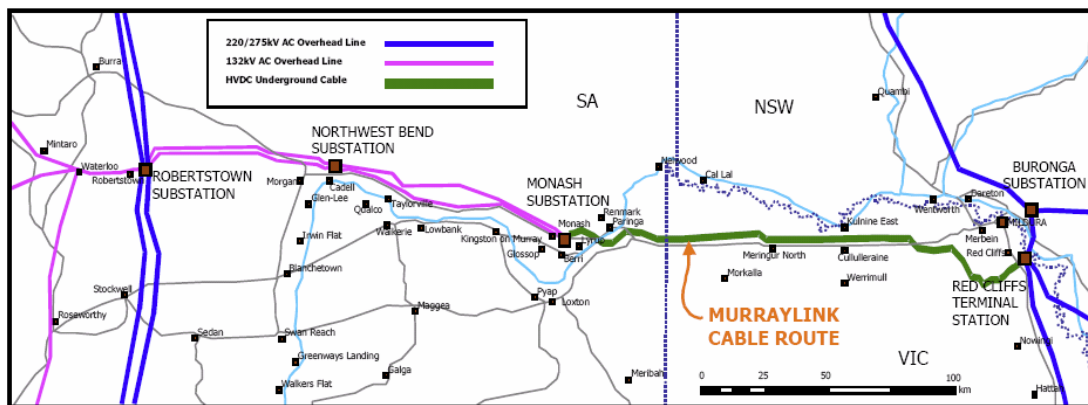 220/275kV AC Overhead Line
132kV AC Overhead Line
HVDC Underground Cable
SA
NSW
VIC
Burra
Mintaro
Waterloo
Robertstown
ROBERTSTOWN
SUBSTATION
NORTHWEST BEND
SUBSTATION
Morgan
Cadell
Glen-Lee
Qualco
Taylorville
Irwin Flat
Walkerie
Lowbank
Blanchetown
Kingston on Murray
Glossop
MONASH
SUBSTATION
Monash
Renmark
Paringa
Lyrup
Berri
Nelwood
Cal Lal
Quambi
Kulnine East
Wentworth
Dareton
BURONGA
SUBSTATION
MILDURA
Merbein
Red Cliffs
RED CLIFFS
TERMINAL
STATION
Meringur North
Cullulleraine
Morkalla
Werrimull
Stockwell
Roseworthy
Sedan
Swan Reach
Maggea
Pyap
Loxton
Greenways Landing
Galga
Walkers Flat
Meribah
MURRAYLINK
CABLE ROUTE
Nowingi
Hattah
0 25 50 100
km